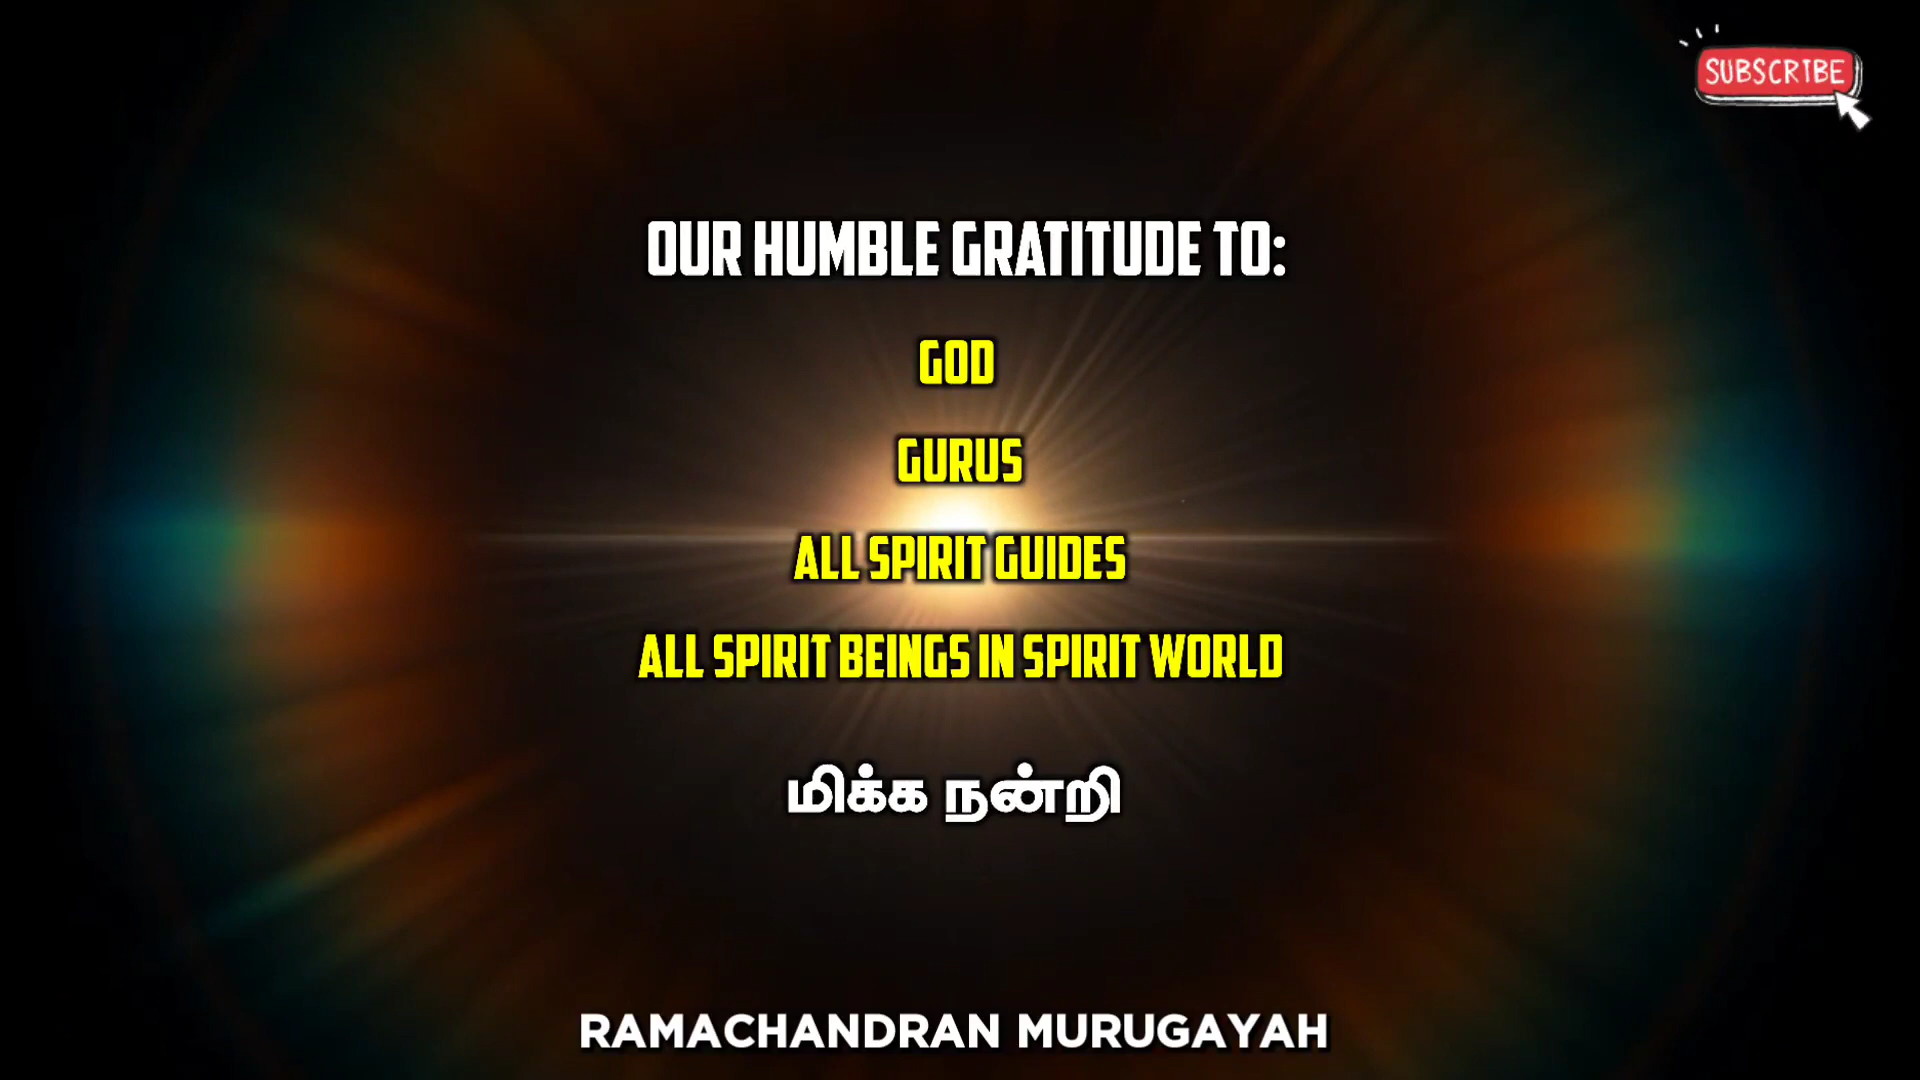 SUBSCRIBE
OUR HUMBLE GRATITUDE TO:
GOD
GURUS
ALL SPIRIT GUIDES
ALL SPIRIT BEINGS IN SPIRIT WORLD
மிக்க நன்றி
RAMACHANDRAN MURUGAYAH